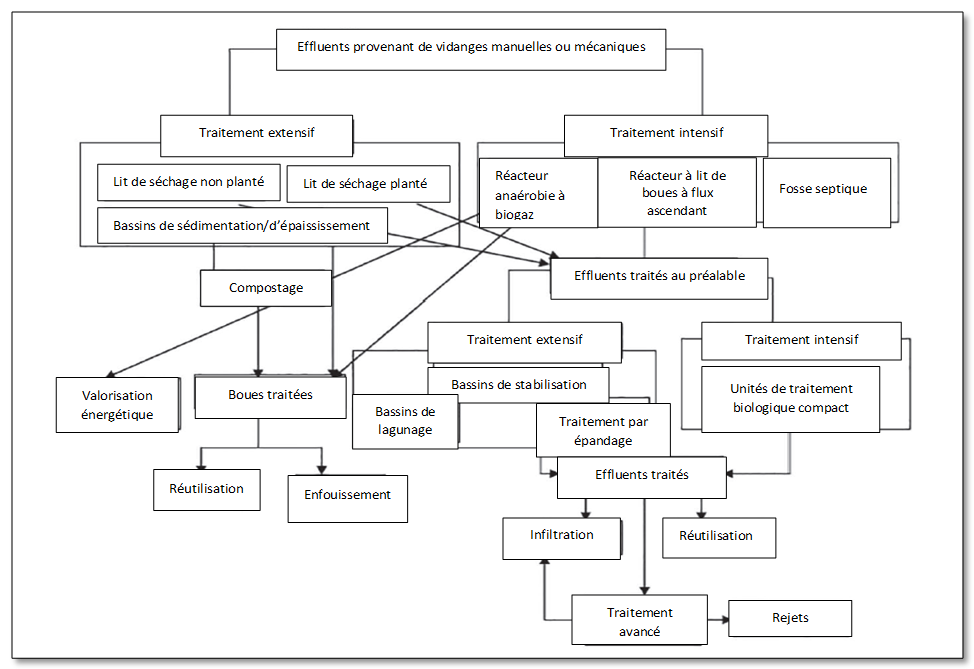 Effluents provenant de vidanges manuelles ou mécaniques
Traitement extensif
Traitement intensif
Lit de séchage non planté
Lit de séchage planté
Bassins de sédimentation/d'épaississement
Réacteur
anaérobie à
biogaz
Réacteur à lit de
boues à flux
ascendant
Fosse septique
Effluents traités au préalable
Compostage
Traitement extensif
Traitement intensif
Bassins de stabilisation
Bassins de
lagunage
Traitement par
épandage
Unités de traitement
biologique compact
Valorisation
énergétique
Boues traitées
Effluents traités
Réutilisation
Enfouissement
Infiltration
Réutilisation
Traitement
avancé
Rejets